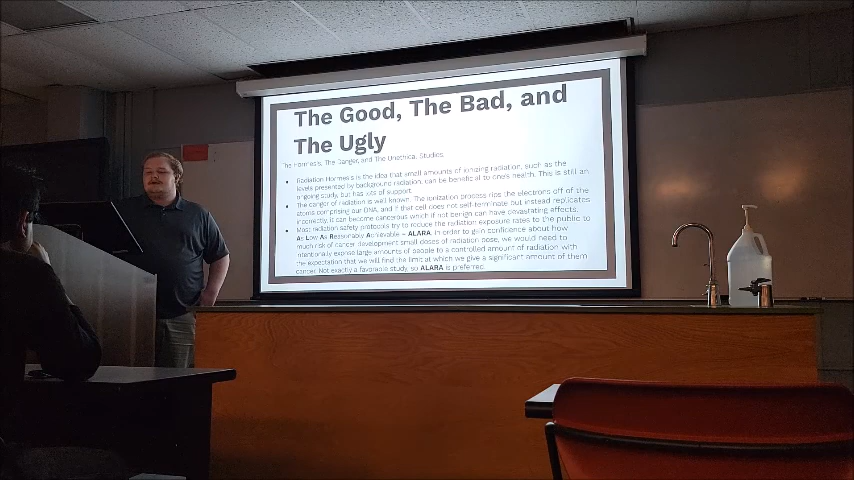 The Good, The Bad, and
The Ugly
The Hormesis, The Danger, and The Unethical Studies
• Radiation Hormesis is the idea that small amounts of ionizing radiation, such as the
levels presented by background radiation, can be beneficial to one's health. This is still an
ongoing study, but has lots of support.
• The danger of radiation is well known. The ionization process rips the electrons off of the
atoms comprising our DNA, and if that cell does not self-terminate but instead replicates
incorrectly, it can become cancerous which if not benign can have devastating effects.
• Most radiation safety protocols try to reduce the radiation exposure rates to the public to
As Low As Reasonably Achievable - ALARA. In order to gain confidence about how
much risk of cancer development small doses of radiation pose, we would need to
intentionally expose large amounts of people to a controlled amount of radiation with
the expectation that we will find the limit at which we give a significant amount of them
cancer. Not exactly a favorable study, so ALARA is preferred.